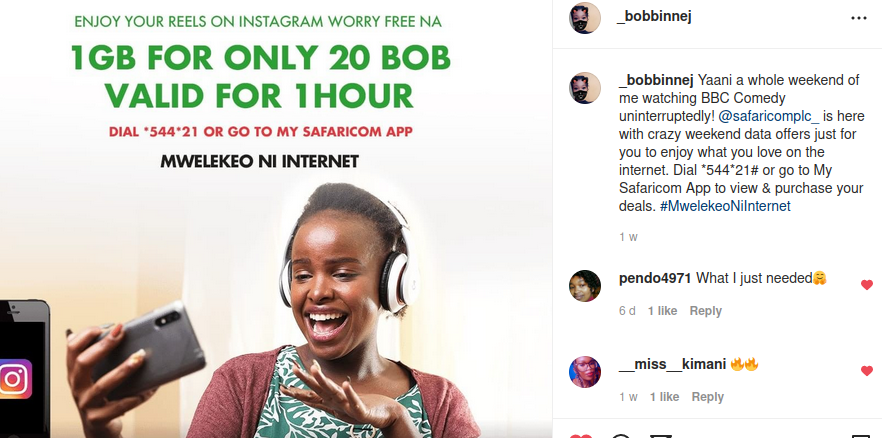 ENJOY YOUR REELS ON INSTAGRAM WORRY FREE NA
1GB FOR ONLY 20 BOB
VALID FOR 1HOUR
DIAL *544*21 OR GO TO MY SAFARICOM APP
MWELEKEO NI INTERNET
_bobbinnej
_bobbinnej Yaani a whole weekend of
me watching BBC Comedy
uninterruptedly! @safaricomplc_ is here
with crazy weekend data offers just for
you to enjoy what you love on the
internet. Dial *544*21# or go to My
Safaricom App to view & purchase your
deals. #MwelekeoNiInternet
1 w
pendo4971 What I just needed🤗
6 d 1 like Reply
__miss__kimani 🔥🔥
1 w 1 like Reply